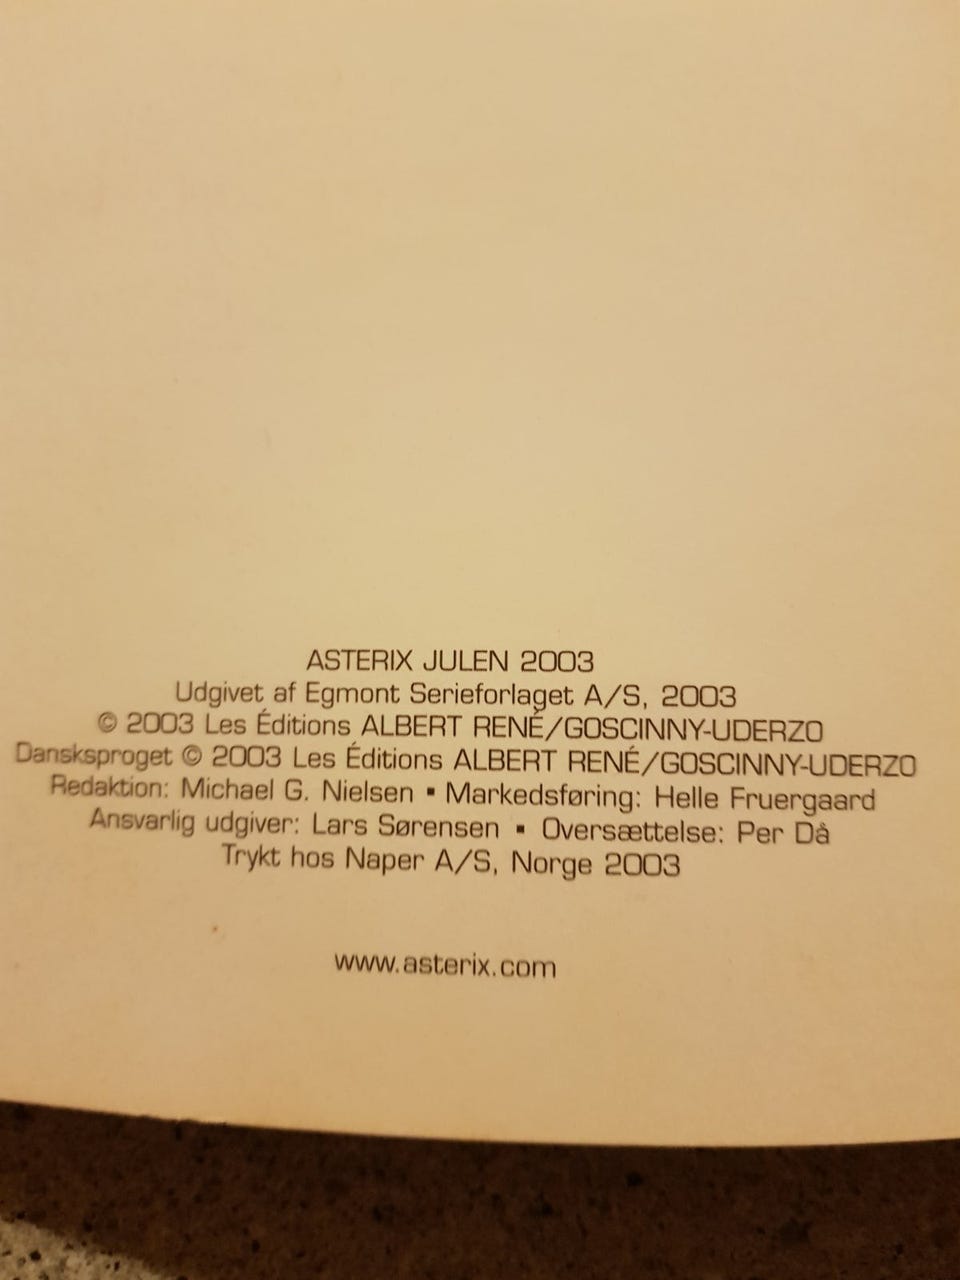 ASTERIX JULEN 2003
Udgivet af Egmont Serieforlaget A/S, 2003
© 2003 Les Éditions ALBERT RENÉ/GOSCINNY-UDERZO
Dansksproget © 2003 Les Éditions ALBERT RENÉ/GOSCINNY-UDERZO
Redaktion: Michael G. Nielsen ▪ Markedsføring: Helle Fruergaard
Ansvarlig udgiver: Lars Sørensen ▪ Oversættelse: Per Då
Trykt hos Naper A/S, Norge 2003
www.asterix.com